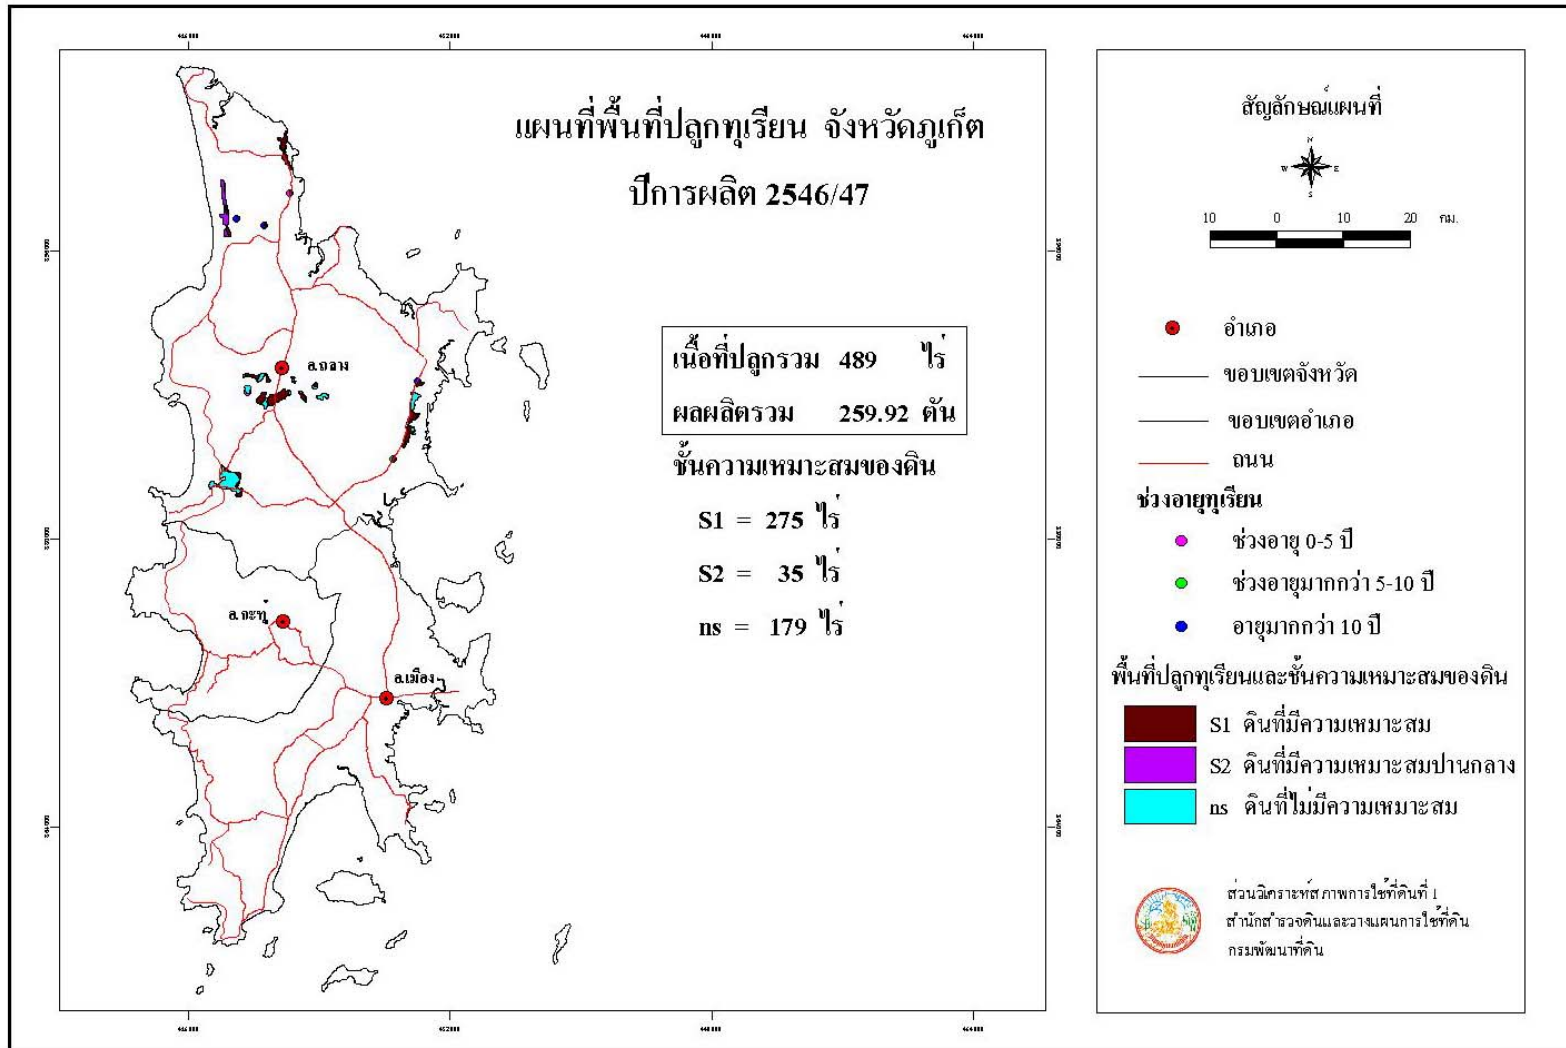 แผนที่พื้นที่ปลูกทุเรียน จังหวัดภูเก็ต
ปีการผลิต 2546/47
เนื้อที่ปลูกรวม 489 ไร่
ผลผลิตรวม 259.92 ตัน
ชั้นความเหมาะสมของดิน
S1 = 275 ไร่
S2 = 35 ไร่
ns = 179 ไร่
อ.ถลาง
อ.กะทู้
อ.เมือง
สัญลักษณ์แผนที่
N
W E
S
10 0 10 20 กม.
อำเภอ
ขอบเขตจังหวัด
ขอบเขตอำเภอ
ถนน
ช่วงอายุทุเรียน
ช่วงอายุ 0-5 ปี
ช่วงอายุมากกว่า 5-10 ปี
อายุมากกว่า 10 ปี
พื้นที่ปลูกทุเรียนและชั้นความเหมาะสมของดิน
S1 ดินที่มีความเหมาะสม
S2 ดินที่มีความเหมาะสมปานกลาง
ns ดินที่ไม่มีความเหมาะสม
ส่วนวิเคราะห์สภาพการใช้ที่ดินที่ 1
สำนักสำรวจดินและวางแผนการใช้ที่ดิน
กรมพัฒนาที่ดิน